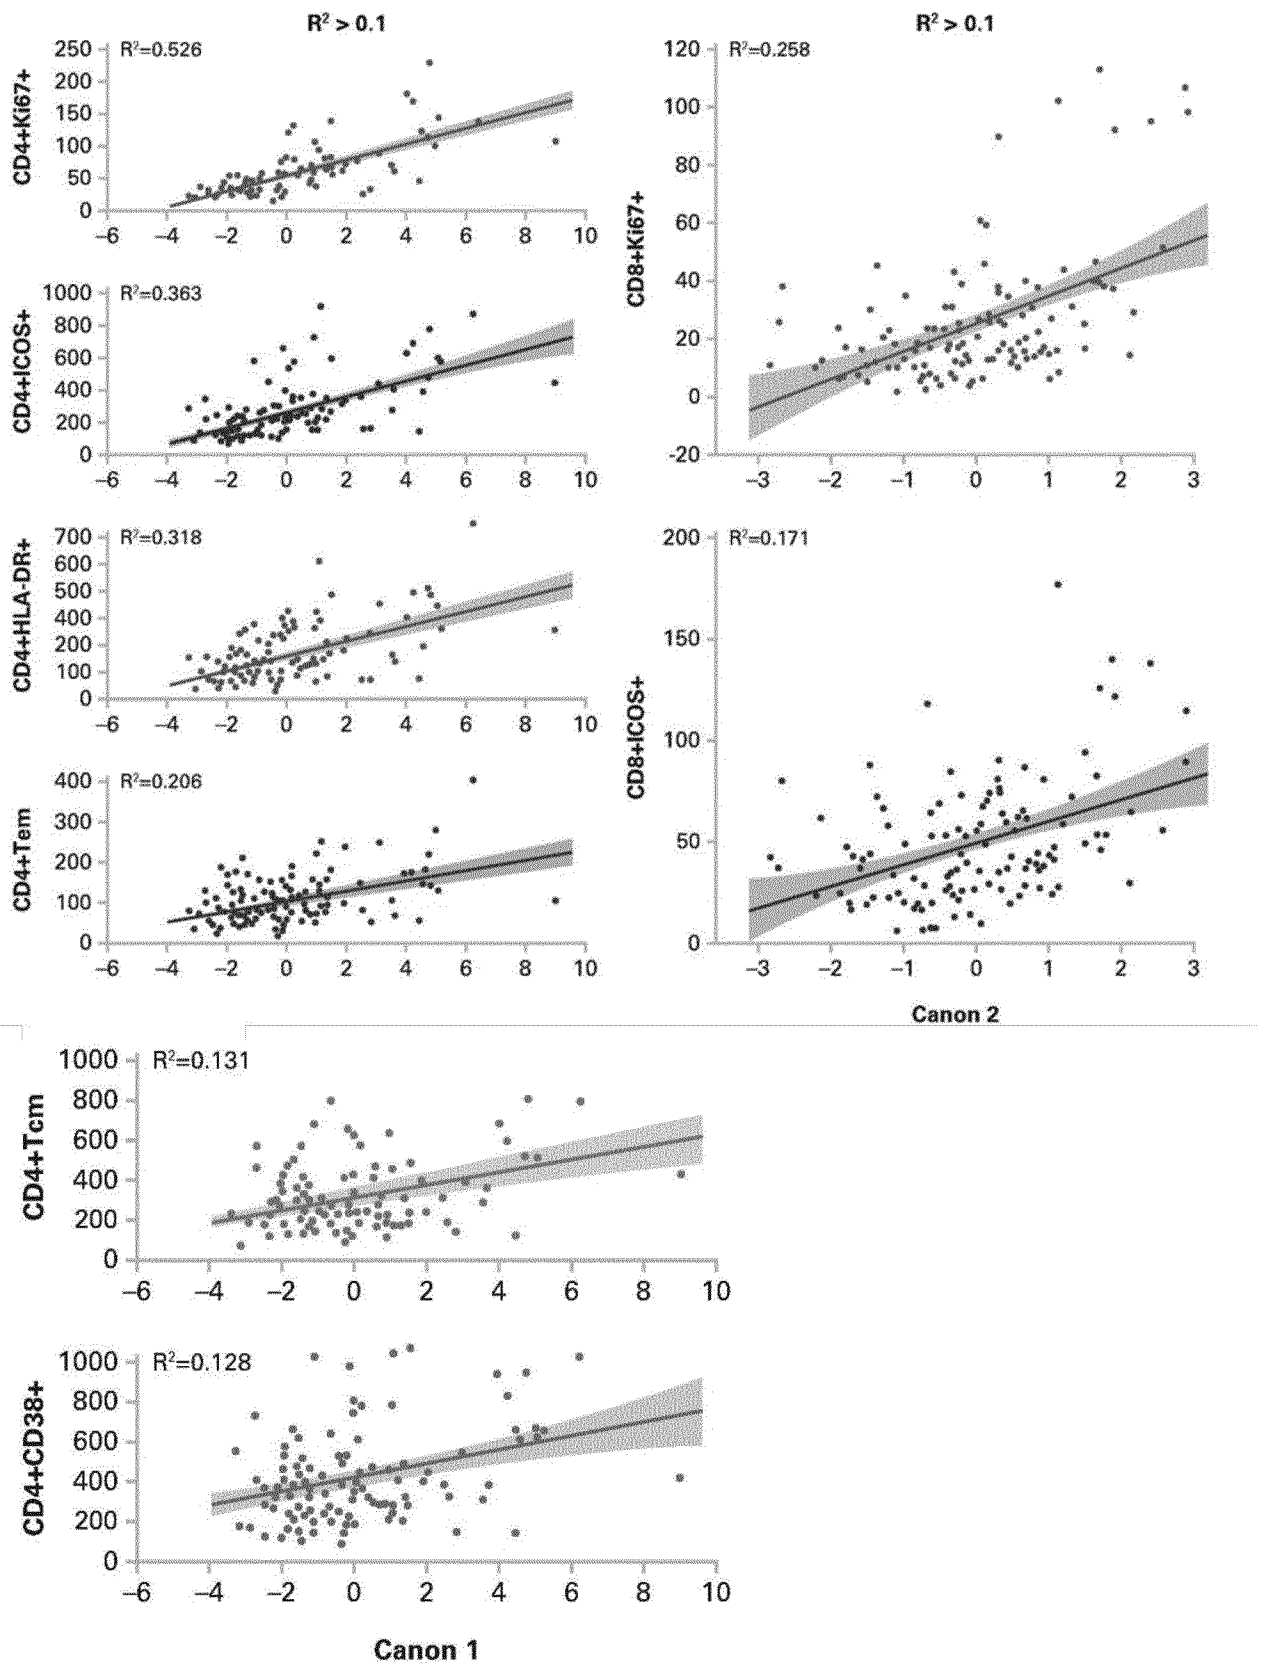 R² > 0.1
R²=0.526
CD4+Ki67+
250
200
150
100
50
0
−6 −4 −2 0 2 4 6 8 10
R²=0.363
CD4+ICOS+
1000
800
600
400
200
0
−6 −4 −2 0 2 4 6 8 10
R²=0.318
CD4+HLA-DR+
700
600
500
400
300
200
100
0
−6 −4 −2 0 2 4 6 8 10
R²=0.206
CD4+Tem
400
300
200
100
0
−6 −4 −2 0 2 4 6 8 10
R² > 0.1
R²=0.258
CD8+Ki67+
120
100
80
60
40
20
0
-20
−3 −2 −1 0 1 2 3
R²=0.171
CD8+ICOS+
200
150
100
50
0
−3 −2 −1 0 1 2 3
Canon 2
R²=0.131
CD4+Tcm
1000
800
600
400
200
0
−6 −4 −2 0 2 4 6 8 10
R²=0.128
CD4+CD38+
1000
800
600
400
200
0
−6 −4 −2 0 2 4 6 8 10
Canon 1